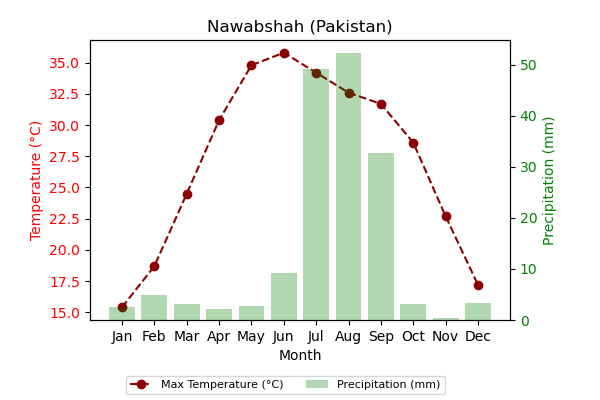 Nawabshah (Pakistan)
35.0
32.5
30.0
27.5
25.0
22.5
20.0
17.5
15.0
Temperature (°C)
50
40
30
20
10
0
Precipitation (mm)
Jan Feb Mar Apr May Jun Jul Aug Sep Oct Nov Dec
Month
Max Temperature (°C) Precipitation (mm)